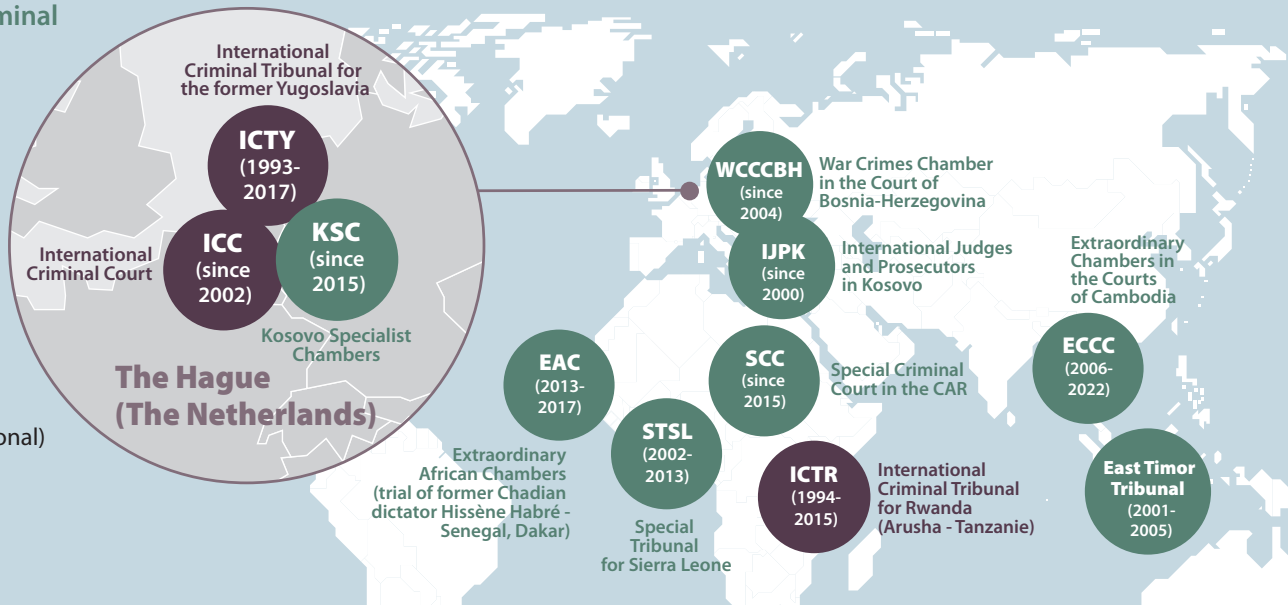 International
Criminal Tribunal for
the former Yugoslavia
ICTY
(1993-
2017)
ICC
(since
2002)
International
Criminal Court
KSC
(since
2015)
Kosovo Specialist
Chambers
The Hague
(The Netherlands)
WCCCBH
(since
2004)
War Crimes Chamber
in the Court of
Bosnia-Herzegovina
IJPK
(since
2000)
International Judges
and Prosecutors
in Kosovo
Extraordinary
Chambers in
the Courts
of Cambodia
ECCC
(2006-
2022)
EAC
(2013-
2017)
Extraordinary
African Chambers
(trial of former Chadian
dictator Hissène Habré -
Senegal, Dakar)
SCC
(since
2015)
Special Criminal
Court in the CAR
STSL
(2002-
2013)
Special
Tribunal
for Sierra Leone
ICTR
(1994-
2015)
International
Criminal Tribunal
for Rwanda
(Arusha - Tanzanie)
East Timor
Tribunal
(2001-
2005)